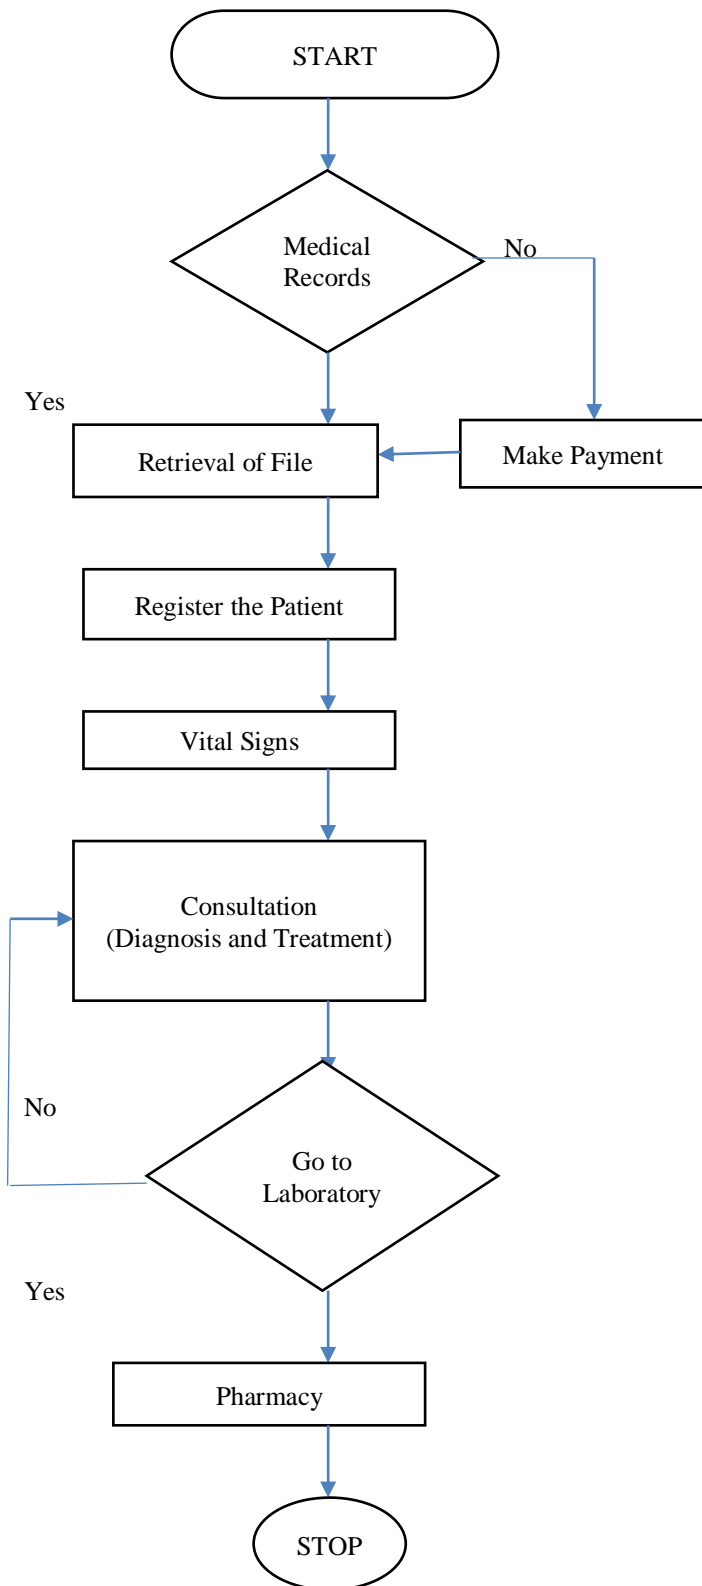 START
Medical
Records
No
Yes
Retrieval of File
Make Payment
Register the Patient
Vital Signs
Consultation
(Diagnosis and Treatment)
No
Go to
Laboratory
Yes
Pharmacy
STOP